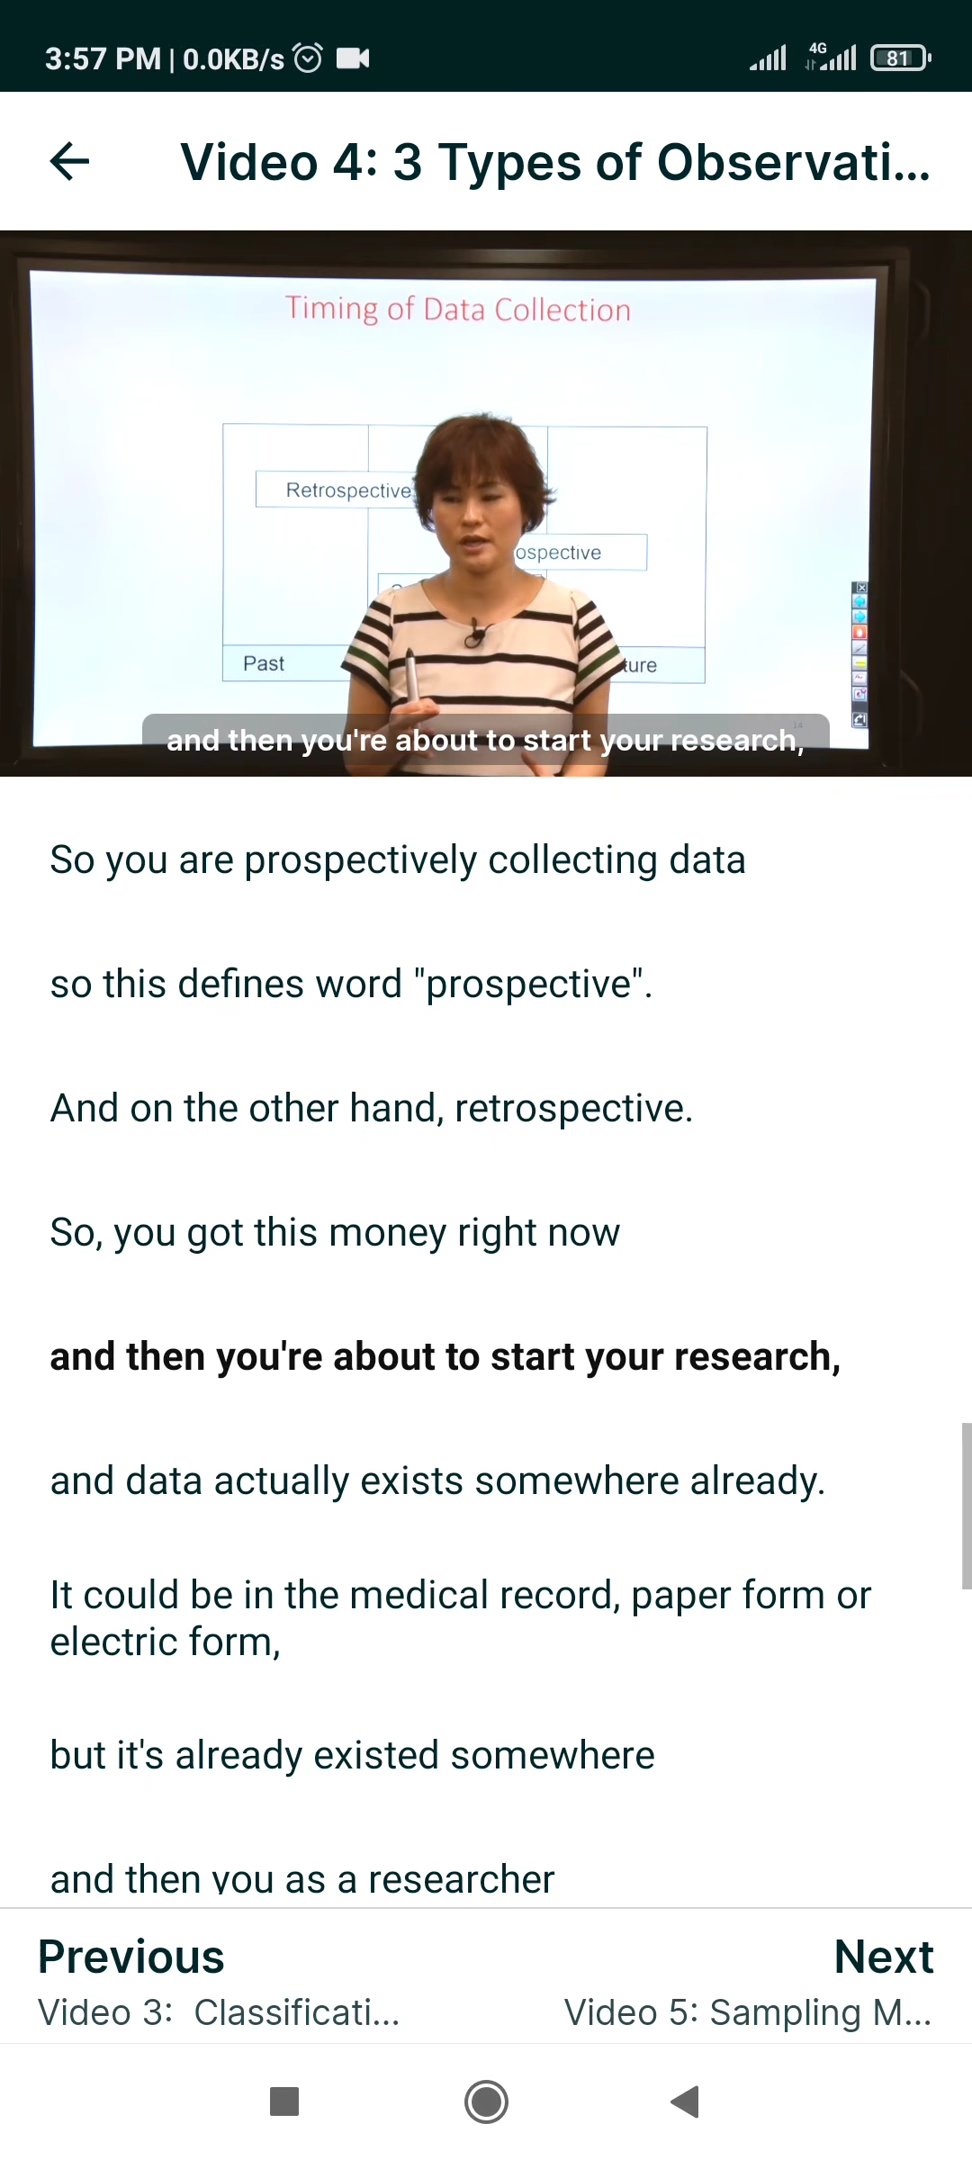 3:57 PM | 0.0KB/s
4G
81
Video 4: 3 Types of Observati...
Timing of Data Collection
Retrospective
ospective
Past
ture
14
and then you're about to start your research,
So you are prospectively collecting data
so this defines word "prospective".
And on the other hand, retrospective.
So, you got this money right now
and then you're about to start your research,
and data actually exists somewhere already.
It could be in the medical record, paper form or
electric form,
but it's already existed somewhere
and then you as a researcher
Previous
Next
Video 3: Classificati...
Video 5: Sampling M...